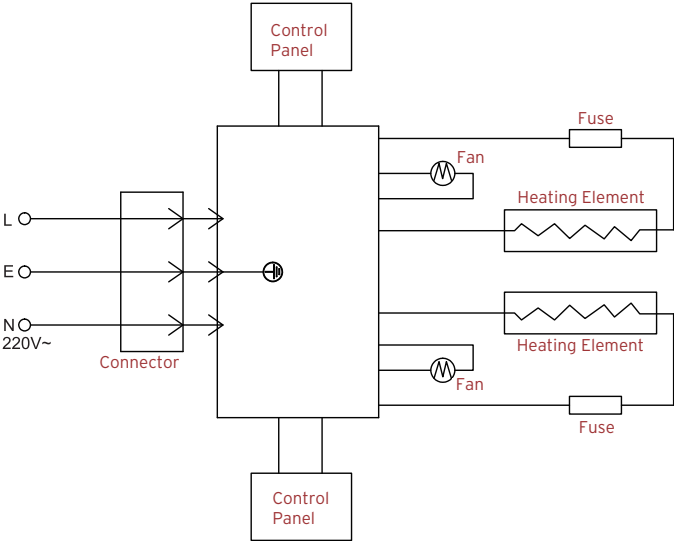 Control
Panel
Fuse
Fan
Heating Element
L
E
N
220V~
Connector
Heating Element
Fan
Fuse
Control
Panel